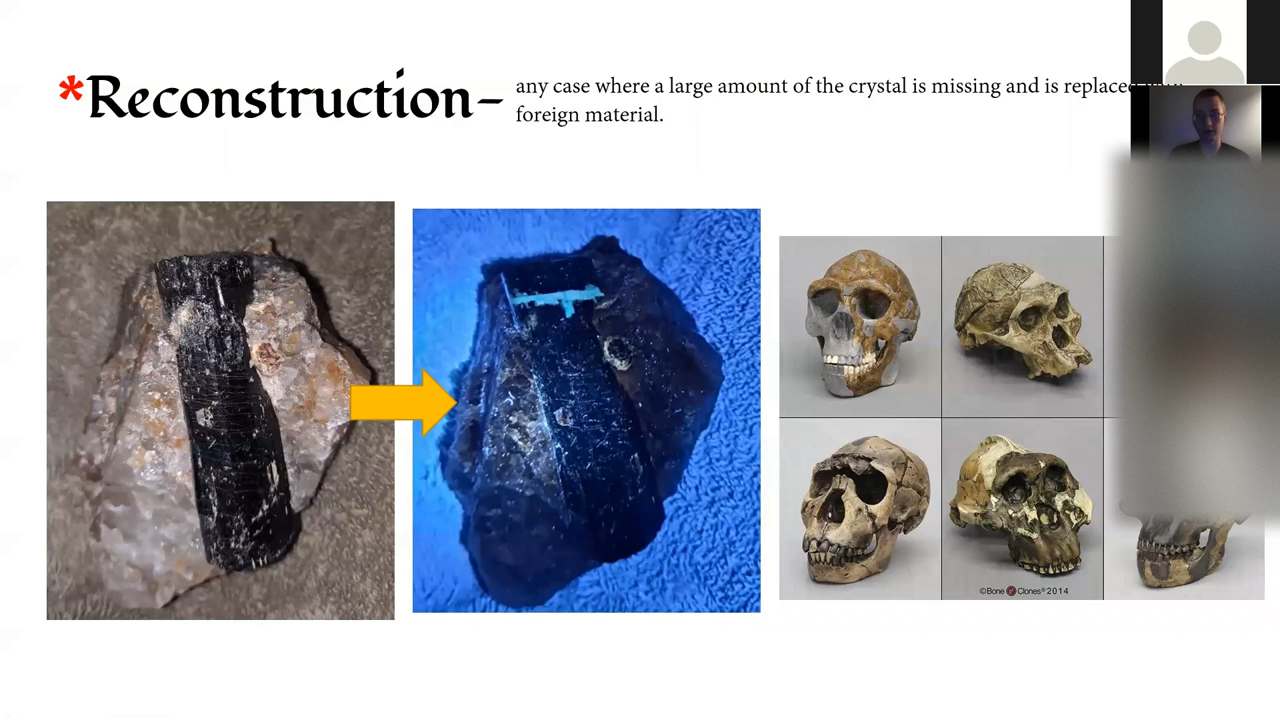 *Reconstruction–
any case where a large amount of the crystal is missing and is replaced
foreign material.
©Bone Clones® 2014